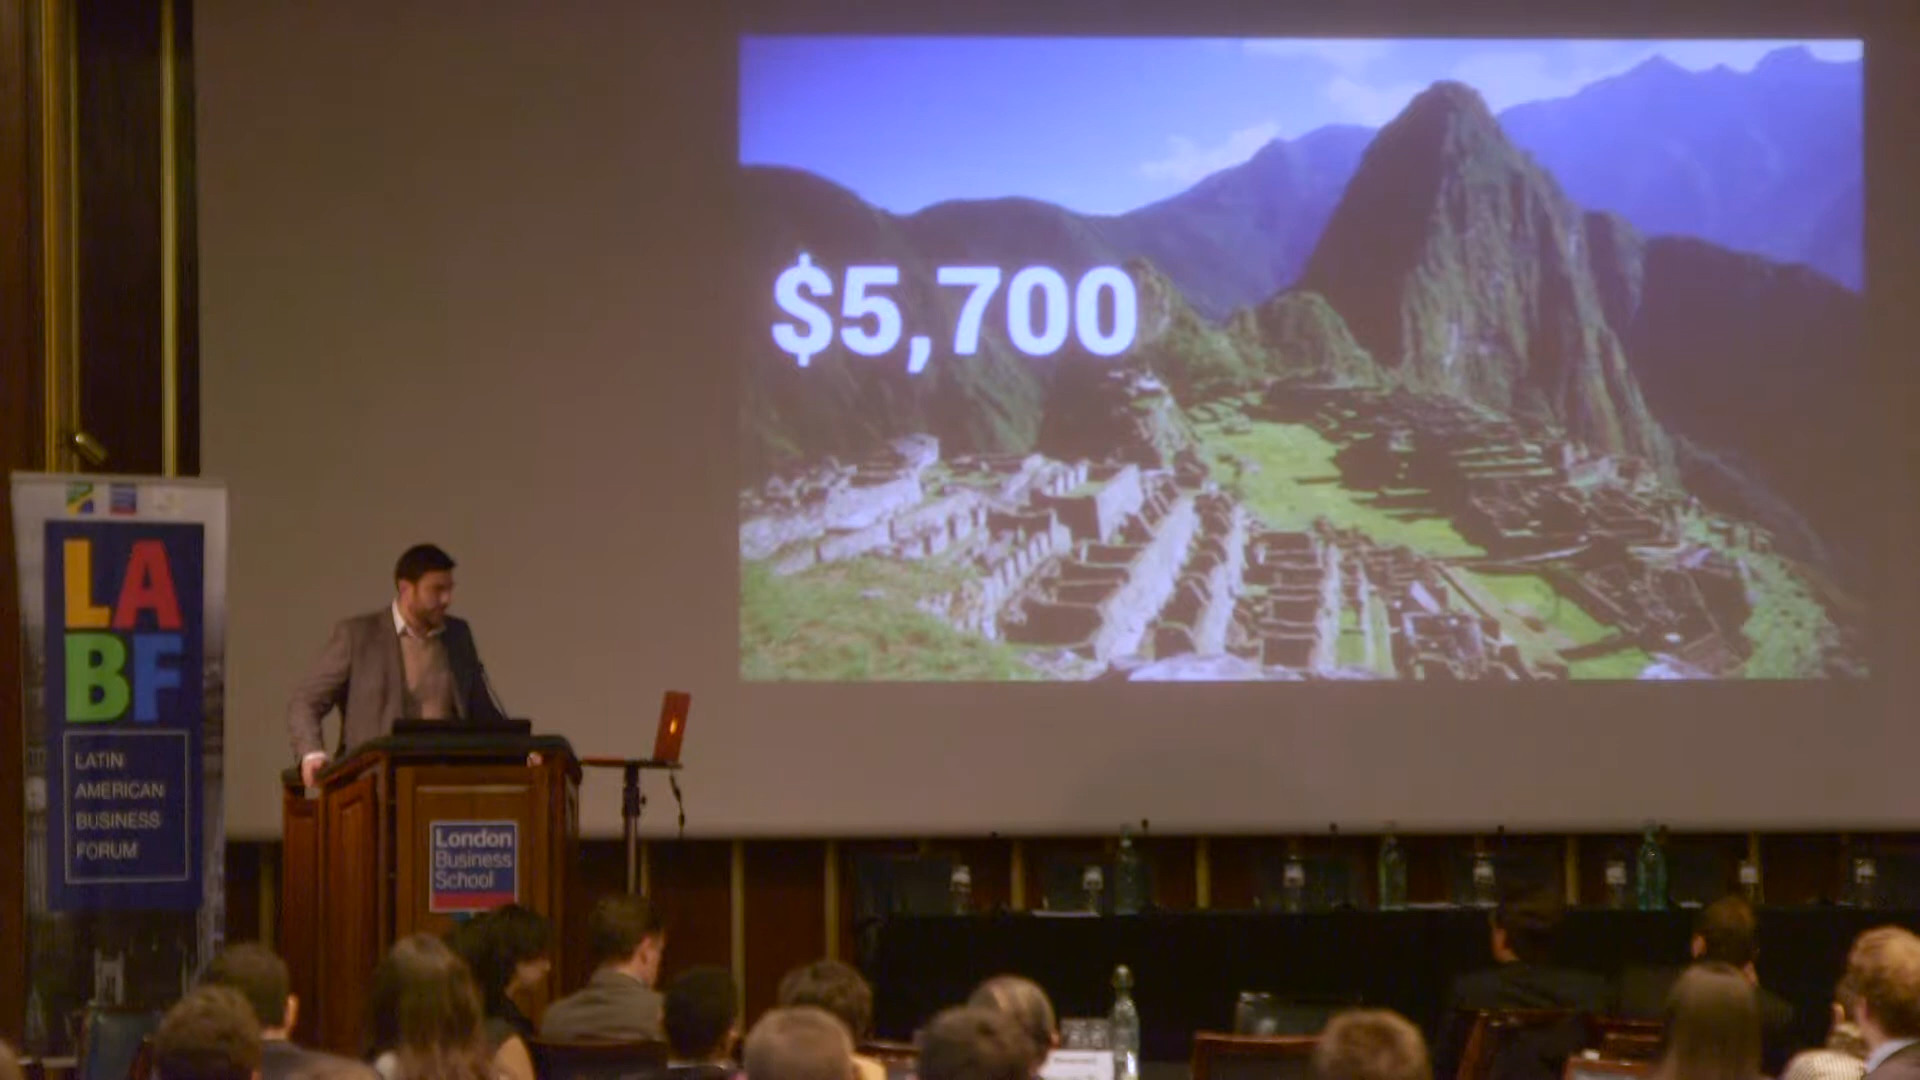 $5,700
LA
BF
LATIN
AMERICAN
BUSINESS
FORUM
London
Business
School